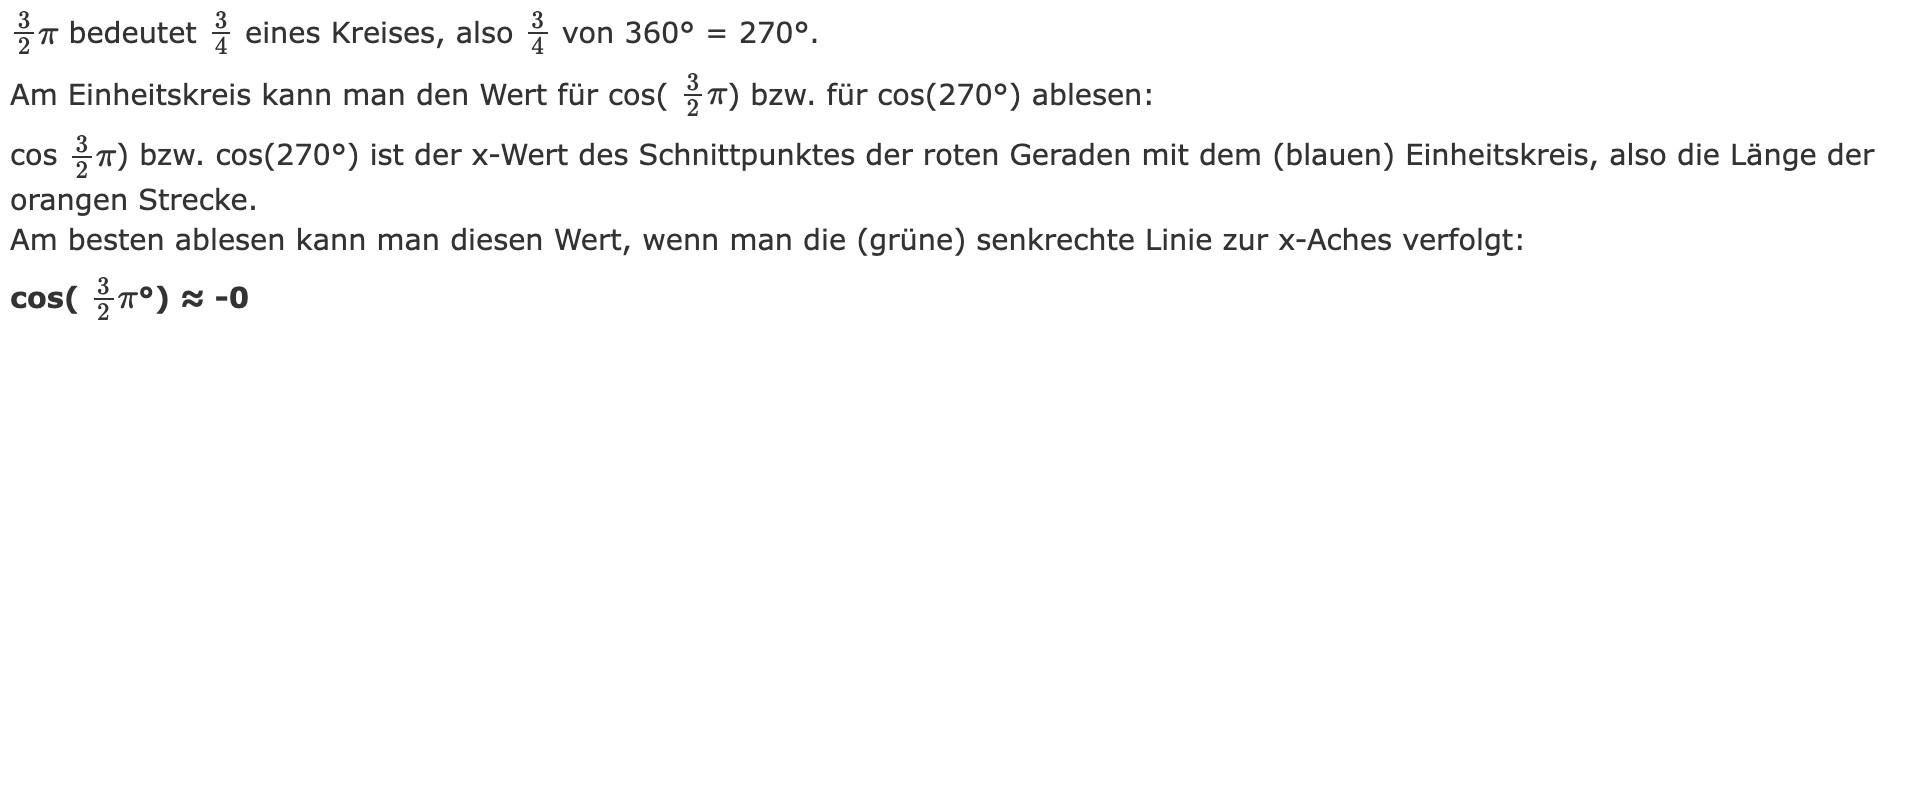 $\frac{3}{2}\pi$ bedeutet $\frac{3}{4}$ eines Kreises, also $\frac{3}{4}$ von 360° = 270°.
Am Einheitskreis kann man den Wert für cos( $\frac{3}{2}\pi$) bzw. für cos(270°) ablesen:
cos $\frac{3}{2}\pi$) bzw. cos(270°) ist der x-Wert des Schnittpunktes der roten Geraden mit dem (blauen) Einheitskreis, also die Länge der
orangen Strecke.
Am besten ablesen kann man diesen Wert, wenn man die (grüne) senkrechte Linie zur x-Aches verfolgt:
cos( $\frac{3}{2}\pi$°) ≈ -0